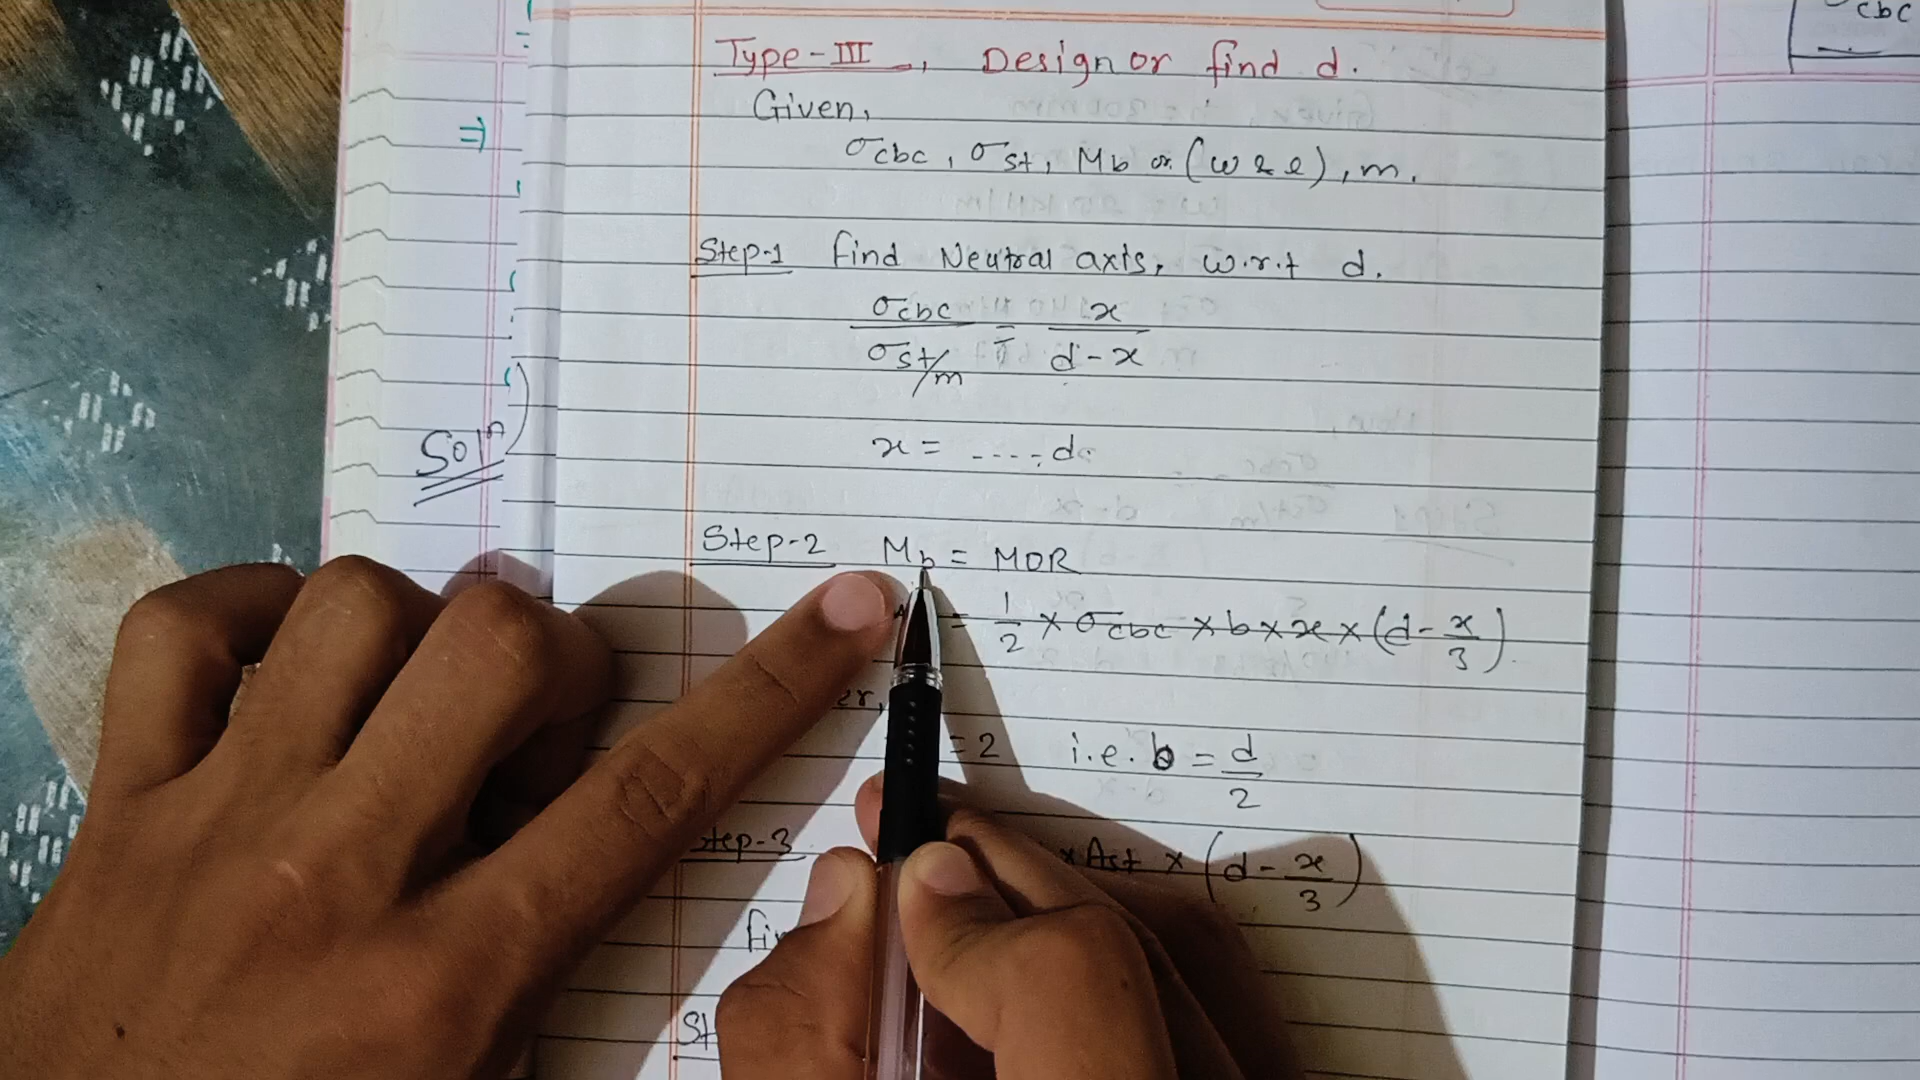 cbc
Type-III, Design or find d.
Given,
σcbc, σst, Mb or (w & l), m.
⇒
Step-1 find Neutral axis, w.r.t d.
σcbc / σst/m = x / d-x
x = ....d.
Solⁿ
Step-2 Mb = MOR
= 1/2 × σcbc × b × x × (d - x/3).
= 2 i.e. b = d/2
Step-3 × Ast × (d - x/3)